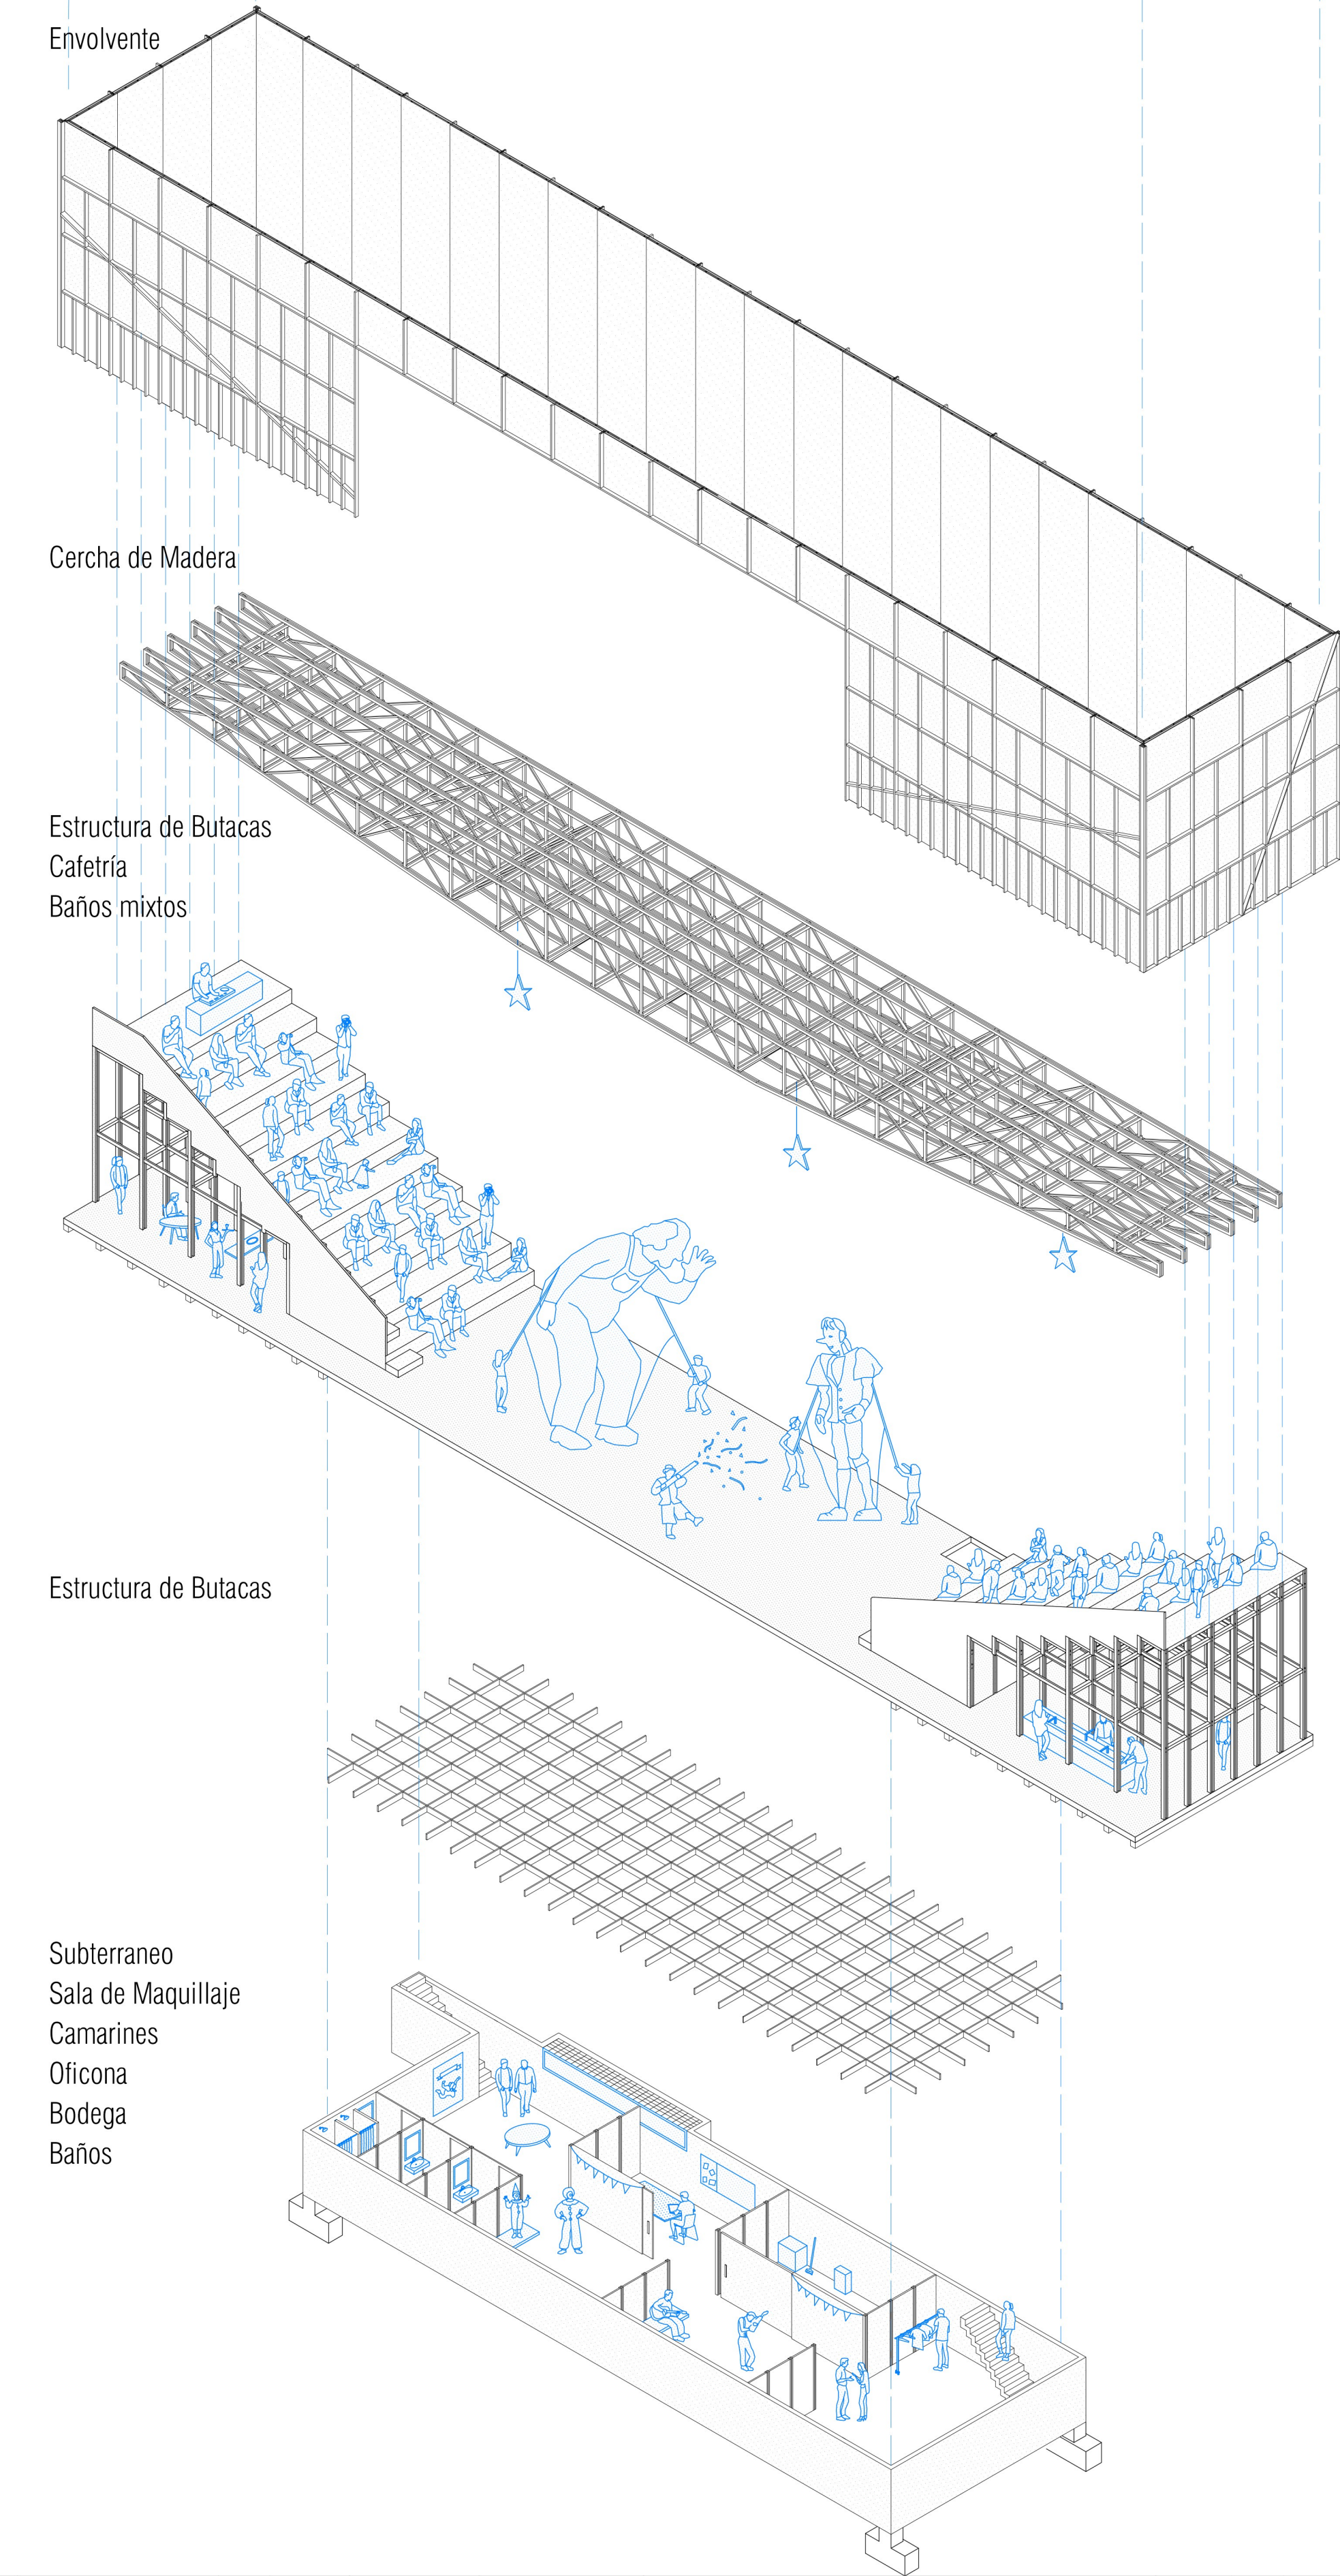 Envolvente
Cercha de Madera
Estructura de Butacas
Cafetría
Baños mixtos
Estructura de Butacas
Subterraneo
Sala de Maquillaje
Camarines
Oficona
Bodega
Baños